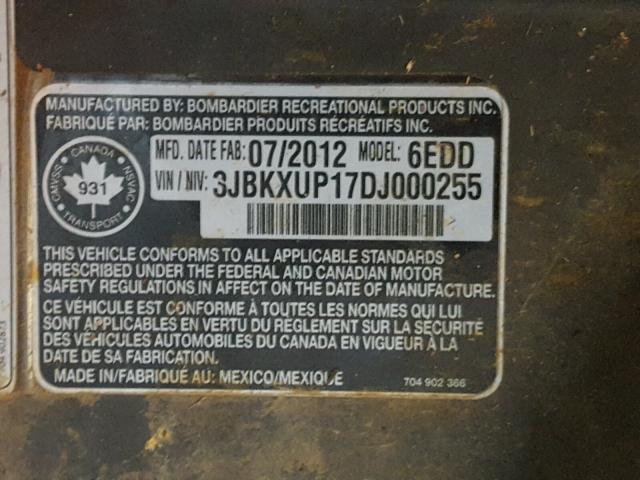 MANUFACTURED BY: BOMBARDIER RECREATIONAL PRODUCTS INC.
FABRIQUÉ PAR: BOMBARDIER PRODUITS RÉCRÉATIFS INC.
CANADA
CMVSS
NSVAC
931
TRANSPORT
MFD. DATE FAB: 07/2012 MODEL: 6EDD
VIN / NIV: 3JBKXUP17DJ000255
THIS VEHICLE CONFORMS TO ALL APPLICABLE STANDARDS
PRESCRIBED UNDER THE FEDERAL AND CANADIAN MOTOR
SAFETY REGULATIONS IN AFFECT ON THE DATE OF MANUFACTURE.
CE VÉHICULE EST CONFORME À TOUTES LES NORMES QUI LUI
SONT APPLICABLES EN VERTU DU RÈGLEMENT SUR LA SÉCURITÉ
DES VÉHICULES AUTOMOBILES DU CANADA EN VIGUEUR À LA
DATE DE SA FABRICATION.
MADE IN/FABRIQUÉ AU: MEXICO/MEXIQUE
704 902 366